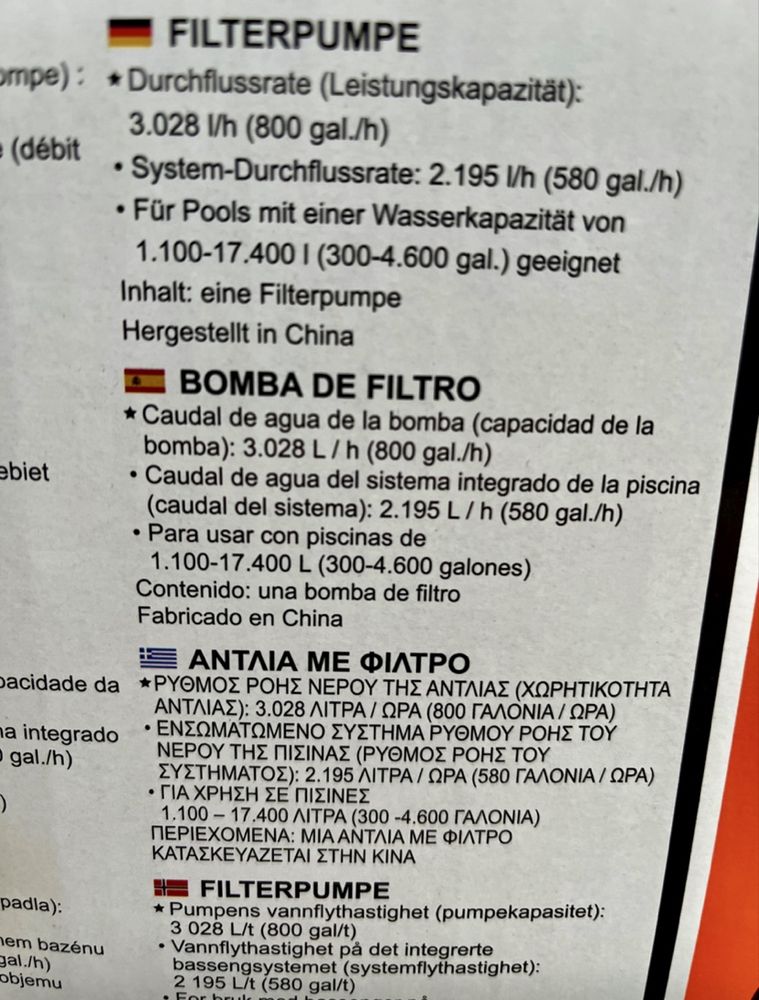 FILTERPUMPE
★ Durchflussrate (Leistungskapazität):
3.028 l/h (800 gal./h)
• System-Durchflussrate: 2.195 l/h (580 gal./h)
• Für Pools mit einer Wasserkapazität von
1.100-17.400 l (300-4.600 gal.) geeignet
Inhalt: eine Filterpumpe
Hergestellt in China
BOMBA DE FILTRO
★ Caudal de agua de la bomba (capacidad de la
bomba): 3.028 L / h (800 gal./h)
• Caudal de agua del sistema integrado de la piscina
(caudal del sistema): 2.195 L / h (580 gal./h)
• Para usar con piscinas de
1.100-17.400 L (300-4.600 galones)
Contenido: una bomba de filtro
Fabricado en China
ΑΝΤΛΙΑ ΜΕ ΦΙΛΤΡΟ
★ΡΥΘΜΟΣ ΡΟΗΣ ΝΕΡΟΥ ΤΗΣ ΑΝΤΛΙΑΣ (ΧΩΡΗΤΙΚΟΤΗΤΑ
ΑΝΤΛΙΑΣ): 3.028 ΛΙΤΡΑ / ΩΡΑ (800 ΓΑΛΟΝΙΑ / ΩΡΑ)
• ΕΝΣΩΜΑΤΩΜΕΝΟ ΣΥΣΤΗΜΑ ΡΥΘΜΟΥ ΡΟΗΣ ΤΟΥ
ΝΕΡΟΥ ΤΗΣ ΠΙΣΙΝΑΣ (ΡΥΘΜΟΣ ΡΟΗΣ ΤΟΥ
ΣΥΣΤΗΜΑΤΟΣ): 2.195 ΛΙΤΡΑ / ΩΡΑ (580 ΓΑΛΟΝΙΑ / ΩΡΑ)
• ΓΙΑ ΧΡΗΣΗ ΣΕ ΠΙΣΙΝΕΣ
1.100 – 17.400 ΛΙΤΡΑ (300 -4.600 ΓΑΛΟΝΙΑ)
ΠΕΡΙΕΧΟΜΕΝΑ: ΜΙΑ ΑΝΤΛΙΑ ΜΕ ΦΙΛΤΡΟ
ΚΑΤΑΣΚΕΥΑΖΕΤΑΙ ΣΤΗΝ ΚΙΝΑ
FILTERPUMPE
★ Pumpens vannflythastighet (pumpekapasitet):
3 028 L/t (800 gal/t)
• Vannflythastighet på det integrerte
bassengsystemet (systemflythastighet):
2 195 L/t (580 gal/t)
(débit
da
integrado
gal./h)
bazénu
objemu